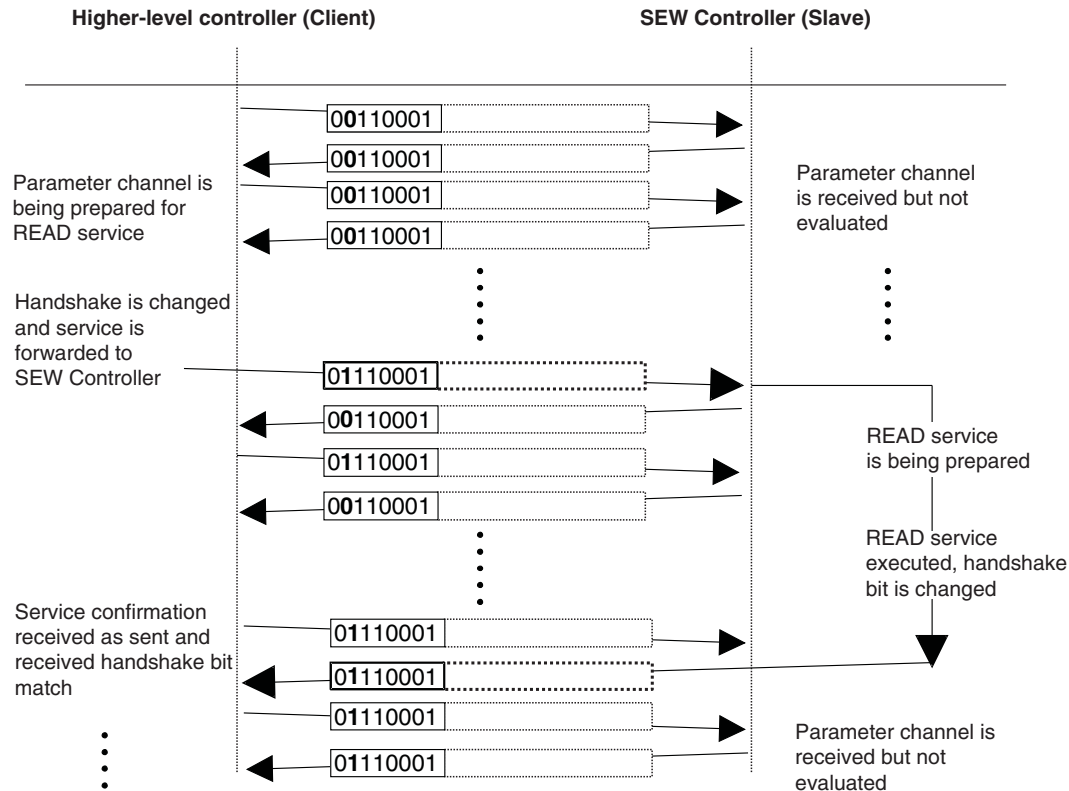 Higher-level controller (Client)
SEW Controller (Slave)
00110001
00110001
Parameter channel is
being prepared for
READ service
Parameter channel
is received but not
evaluated
00110001
00110001
Handshake is changed
and service is
forwarded to
SEW Controller
01110001
00110001
01110001
00110001
READ service
is being prepared
READ service
executed, handshake
bit is changed
Service confirmation
received as sent and
received handshake bit
match
01110001
01110001
01110001
01110001
Parameter channel is
received but not
evaluated